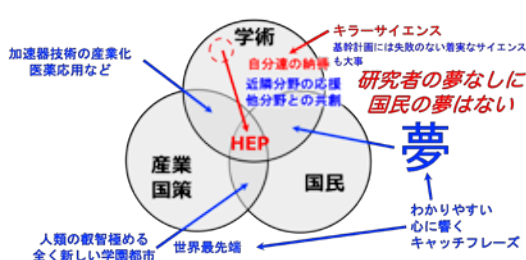 学術
キラーサイエンス
基幹計画には失敗のない着実なサイエンス
も大事
加速器技術の産業化
医薬応用など
自分達の納得
近隣分野の応援
他分野との共創
研究者の夢なしに
国民の夢はない
HEP
夢
産業
国策
国民
わかりやすい
心に響く
キャッチフレーズ
人類の叡智極める
全く新しい学園都市
世界最先端